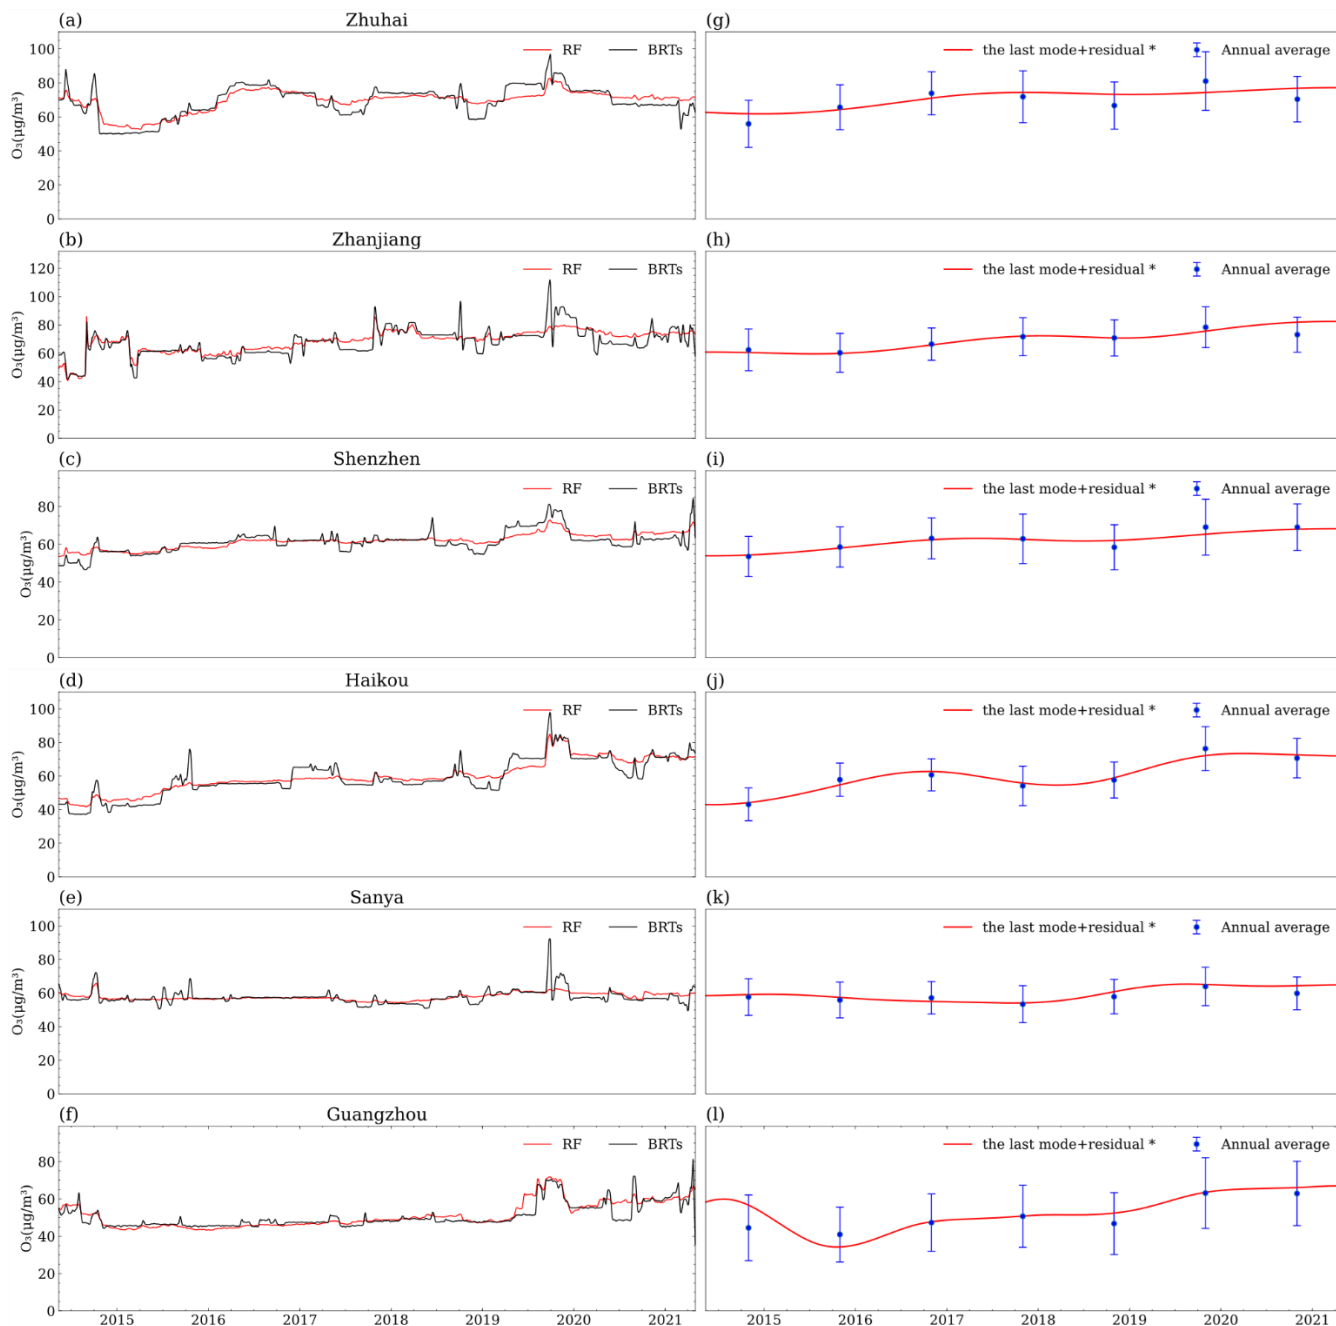 (a) Zhuhai (g)
RF BRTs the last mode+residual * Annual average
100
80
60
40
20
0
O₃(μg/m³)
(b) Zhanjiang (h)
RF BRTs the last mode+residual * Annual average
120
100
80
60
40
20
0
O₃(μg/m³)
(c) Shenzhen (i)
RF BRTs the last mode+residual * Annual average
80
60
40
20
0
O₃(μg/m³)
(d) Haikou (j)
RF BRTs the last mode+residual * Annual average
100
80
60
40
20
0
O₃(μg/m³)
(e) Sanya (k)
RF BRTs the last mode+residual * Annual average
100
80
60
40
20
0
O₃(μg/m³)
(f) Guangzhou (l)
RF BRTs the last mode+residual * Annual average
80
60
40
20
0
O₃(μg/m³)
2015 2016 2017 2018 2019 2020 2021 2015 2016 2017 2018 2019 2020 2021